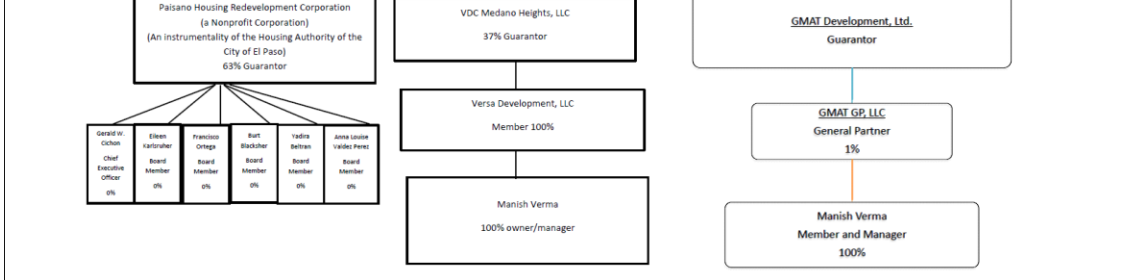 Paisano Housing Redevelopment Corporation
(a Nonprofit Corporation)
(An instrumentality of the Housing Authority of the
City of El Paso)
63% Guarantor
Gerald W.
Cichon
Chief
Executive
Officer
0%
Eileen
Karlsruher
Board
Member
0%
Francisco
Ortega
Board
Member
0%
Burt
Blacksher
Board
Member
0%
Yadira
Beltran
Board
Member
0%
Anna Louise
Valdez Perez
Board
Member
0%
VDC Medano Heights, LLC
37% Guarantor
Versa Development, LLC
Member 100%
Manish Verma
100% owner/manager
GMAT Development, Ltd.
Guarantor
GMAT GP, LLC
General Partner
1%
Manish Verma
Member and Manager
100%